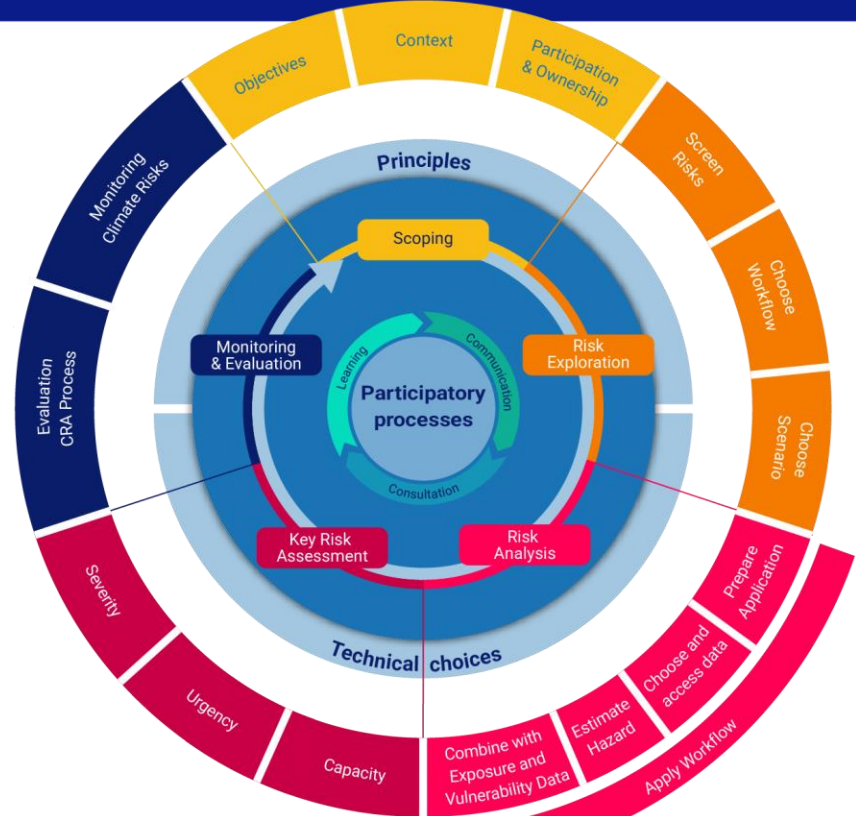 Objectives
Context
Participation
& Ownership
Screen
Risks
Choose
Workflow
Choose
Scenario
Prepare
Application
Choose and
access data
Estimate
Hazard
Combine with
Exposure and
Vulnerability Data
Apply Workflow
Capacity
Urgency
Severity
Evaluation
CRA Process
Monitoring
Climate Risks
Principles
Scoping
Risk
Exploration
Risk
Analysis
Key Risk
Assessment
Monitoring
& Evaluation
Learning
Communication
Consultation
Participatory
processes
Technical choices